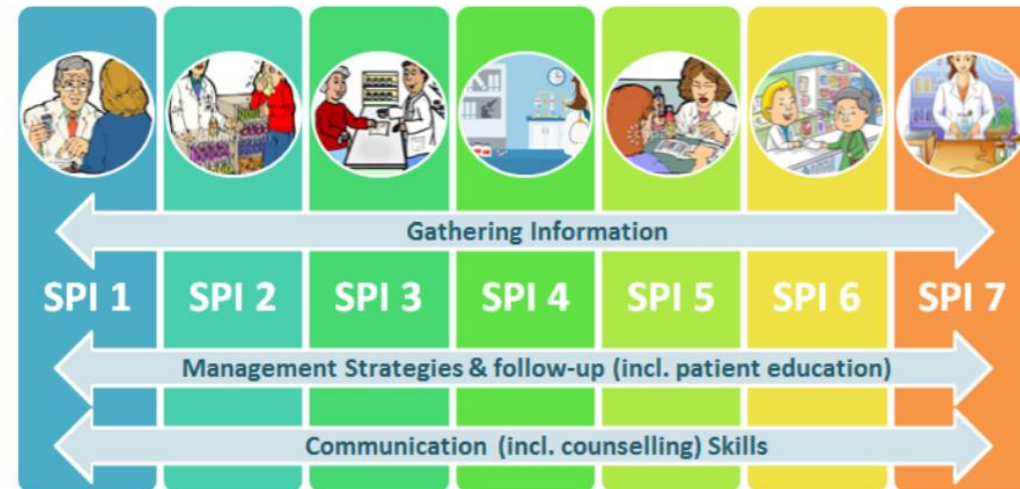 Gathering Information
SPI 1 SPI 2 SPI 3 SPI 4 SPI 5 SPI 6 SPI 7
Management Strategies & follow-up (incl. patient education)
Communication (incl. counselling) Skills